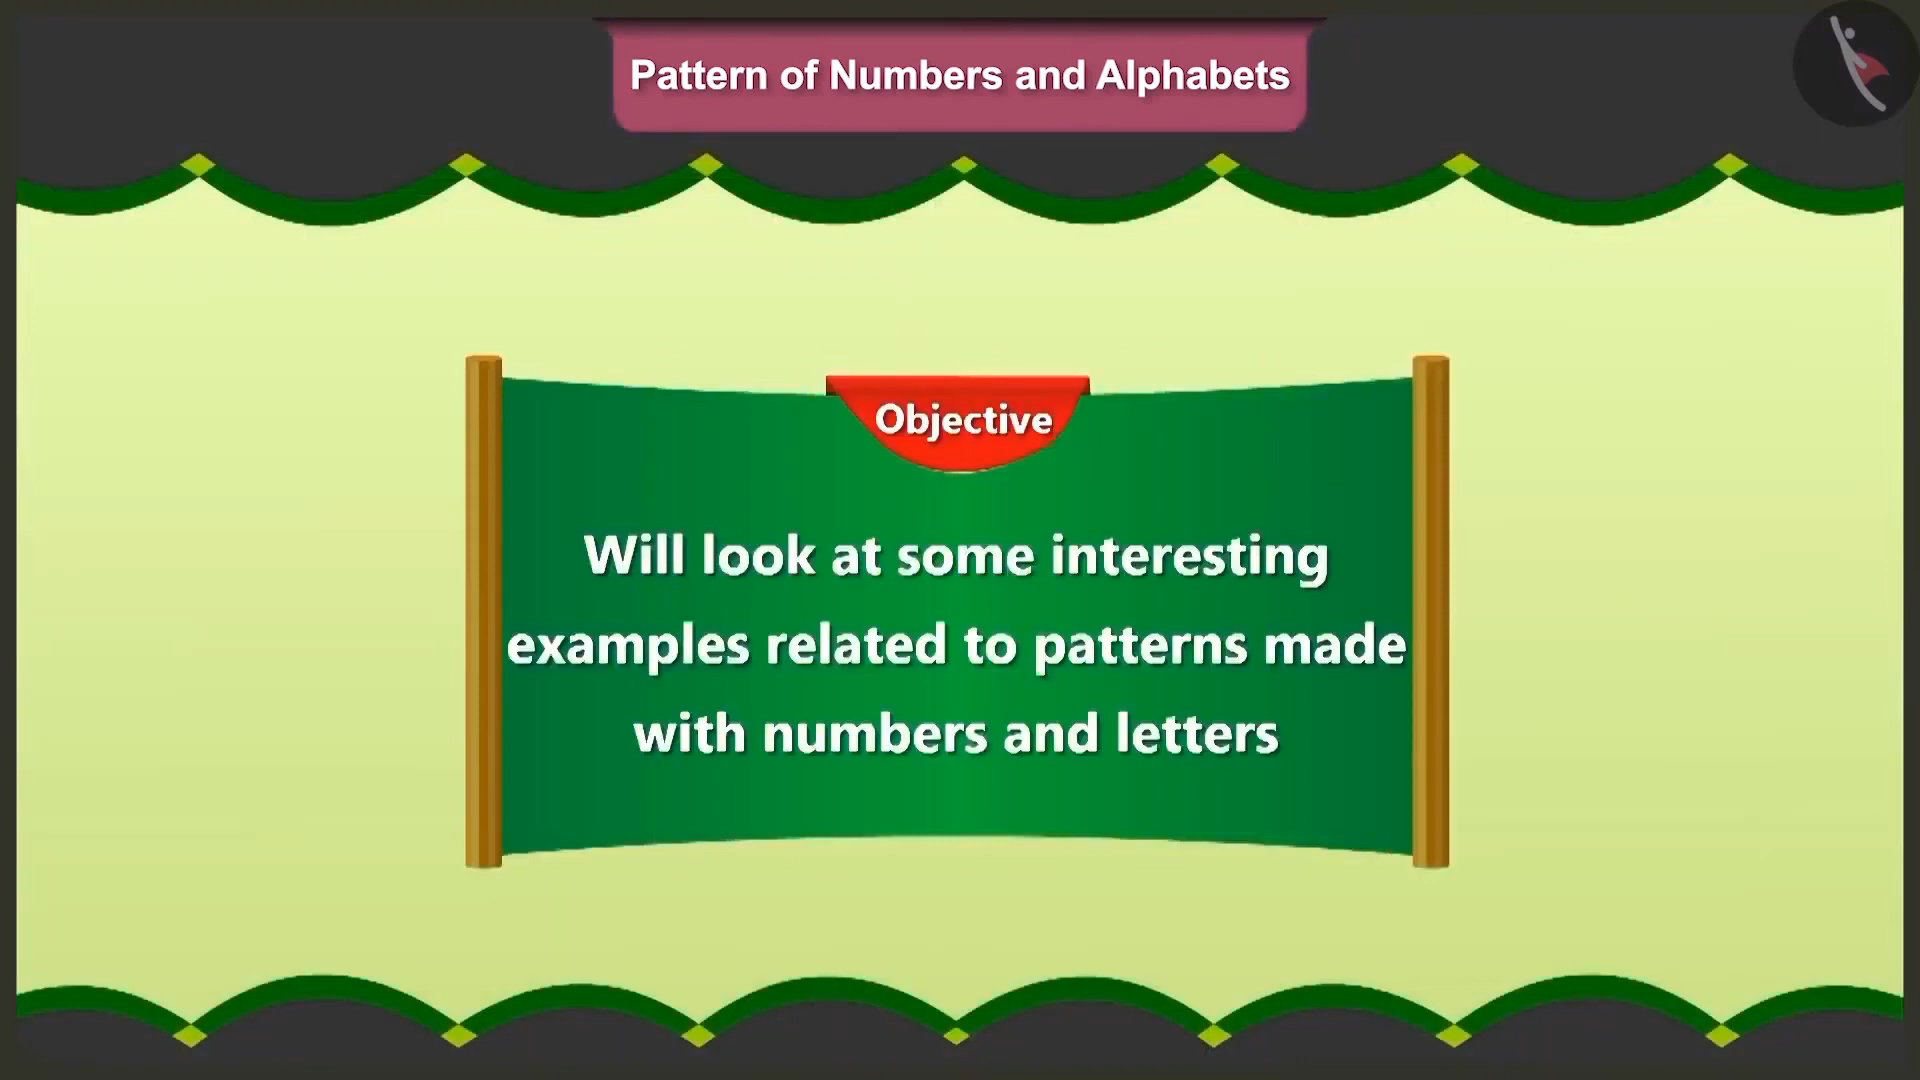 Pattern of Numbers and Alphabets
Objective
Will look at some interesting
examples related to patterns made
with numbers and letters